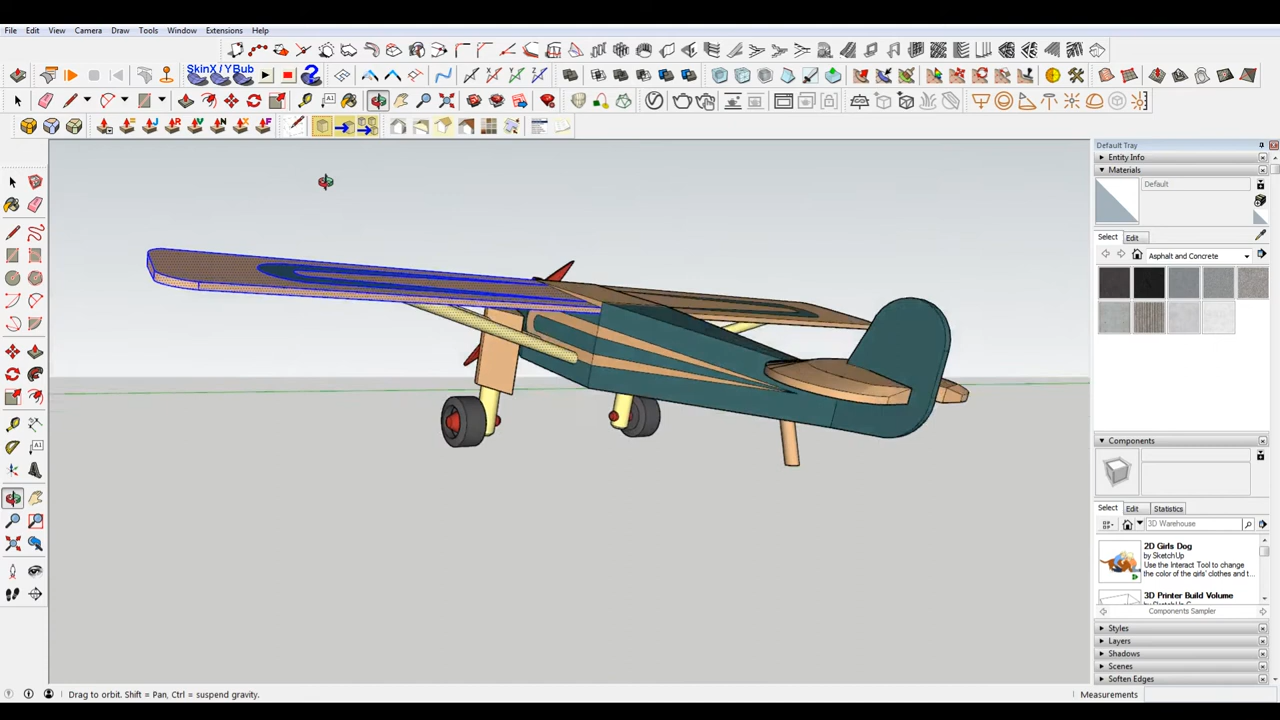 File Edit View Camera Draw Tools Window Extensions Help
SkinX / YBub
Default Tray
Entity Info
Materials
Default
Select Edit
Asphalt and Concrete
Components
Select Edit Statistics
3D Warehouse
2D Girls Dog
by SketchUp
Use the Interact Tool to change
the color of the girls' clothes and t...
3D Printer Build Volume
Components Sampler
Styles
Layers
Shadows
Scenes
Soften Edges
Drag to orbit. Shift = Pan, Ctrl = suspend gravity.
Measurements